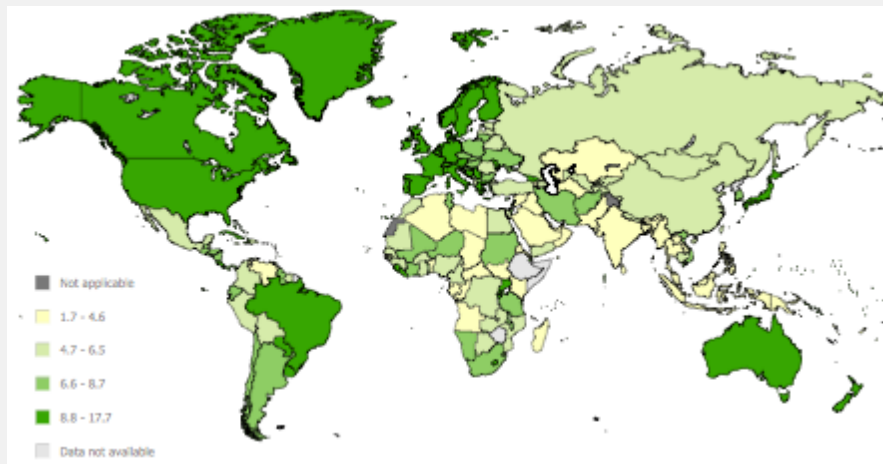 Not applicable
1.7 - 4.6
4.7 - 6.5
6.6 - 8.7
8.8 - 17.7
Data not available